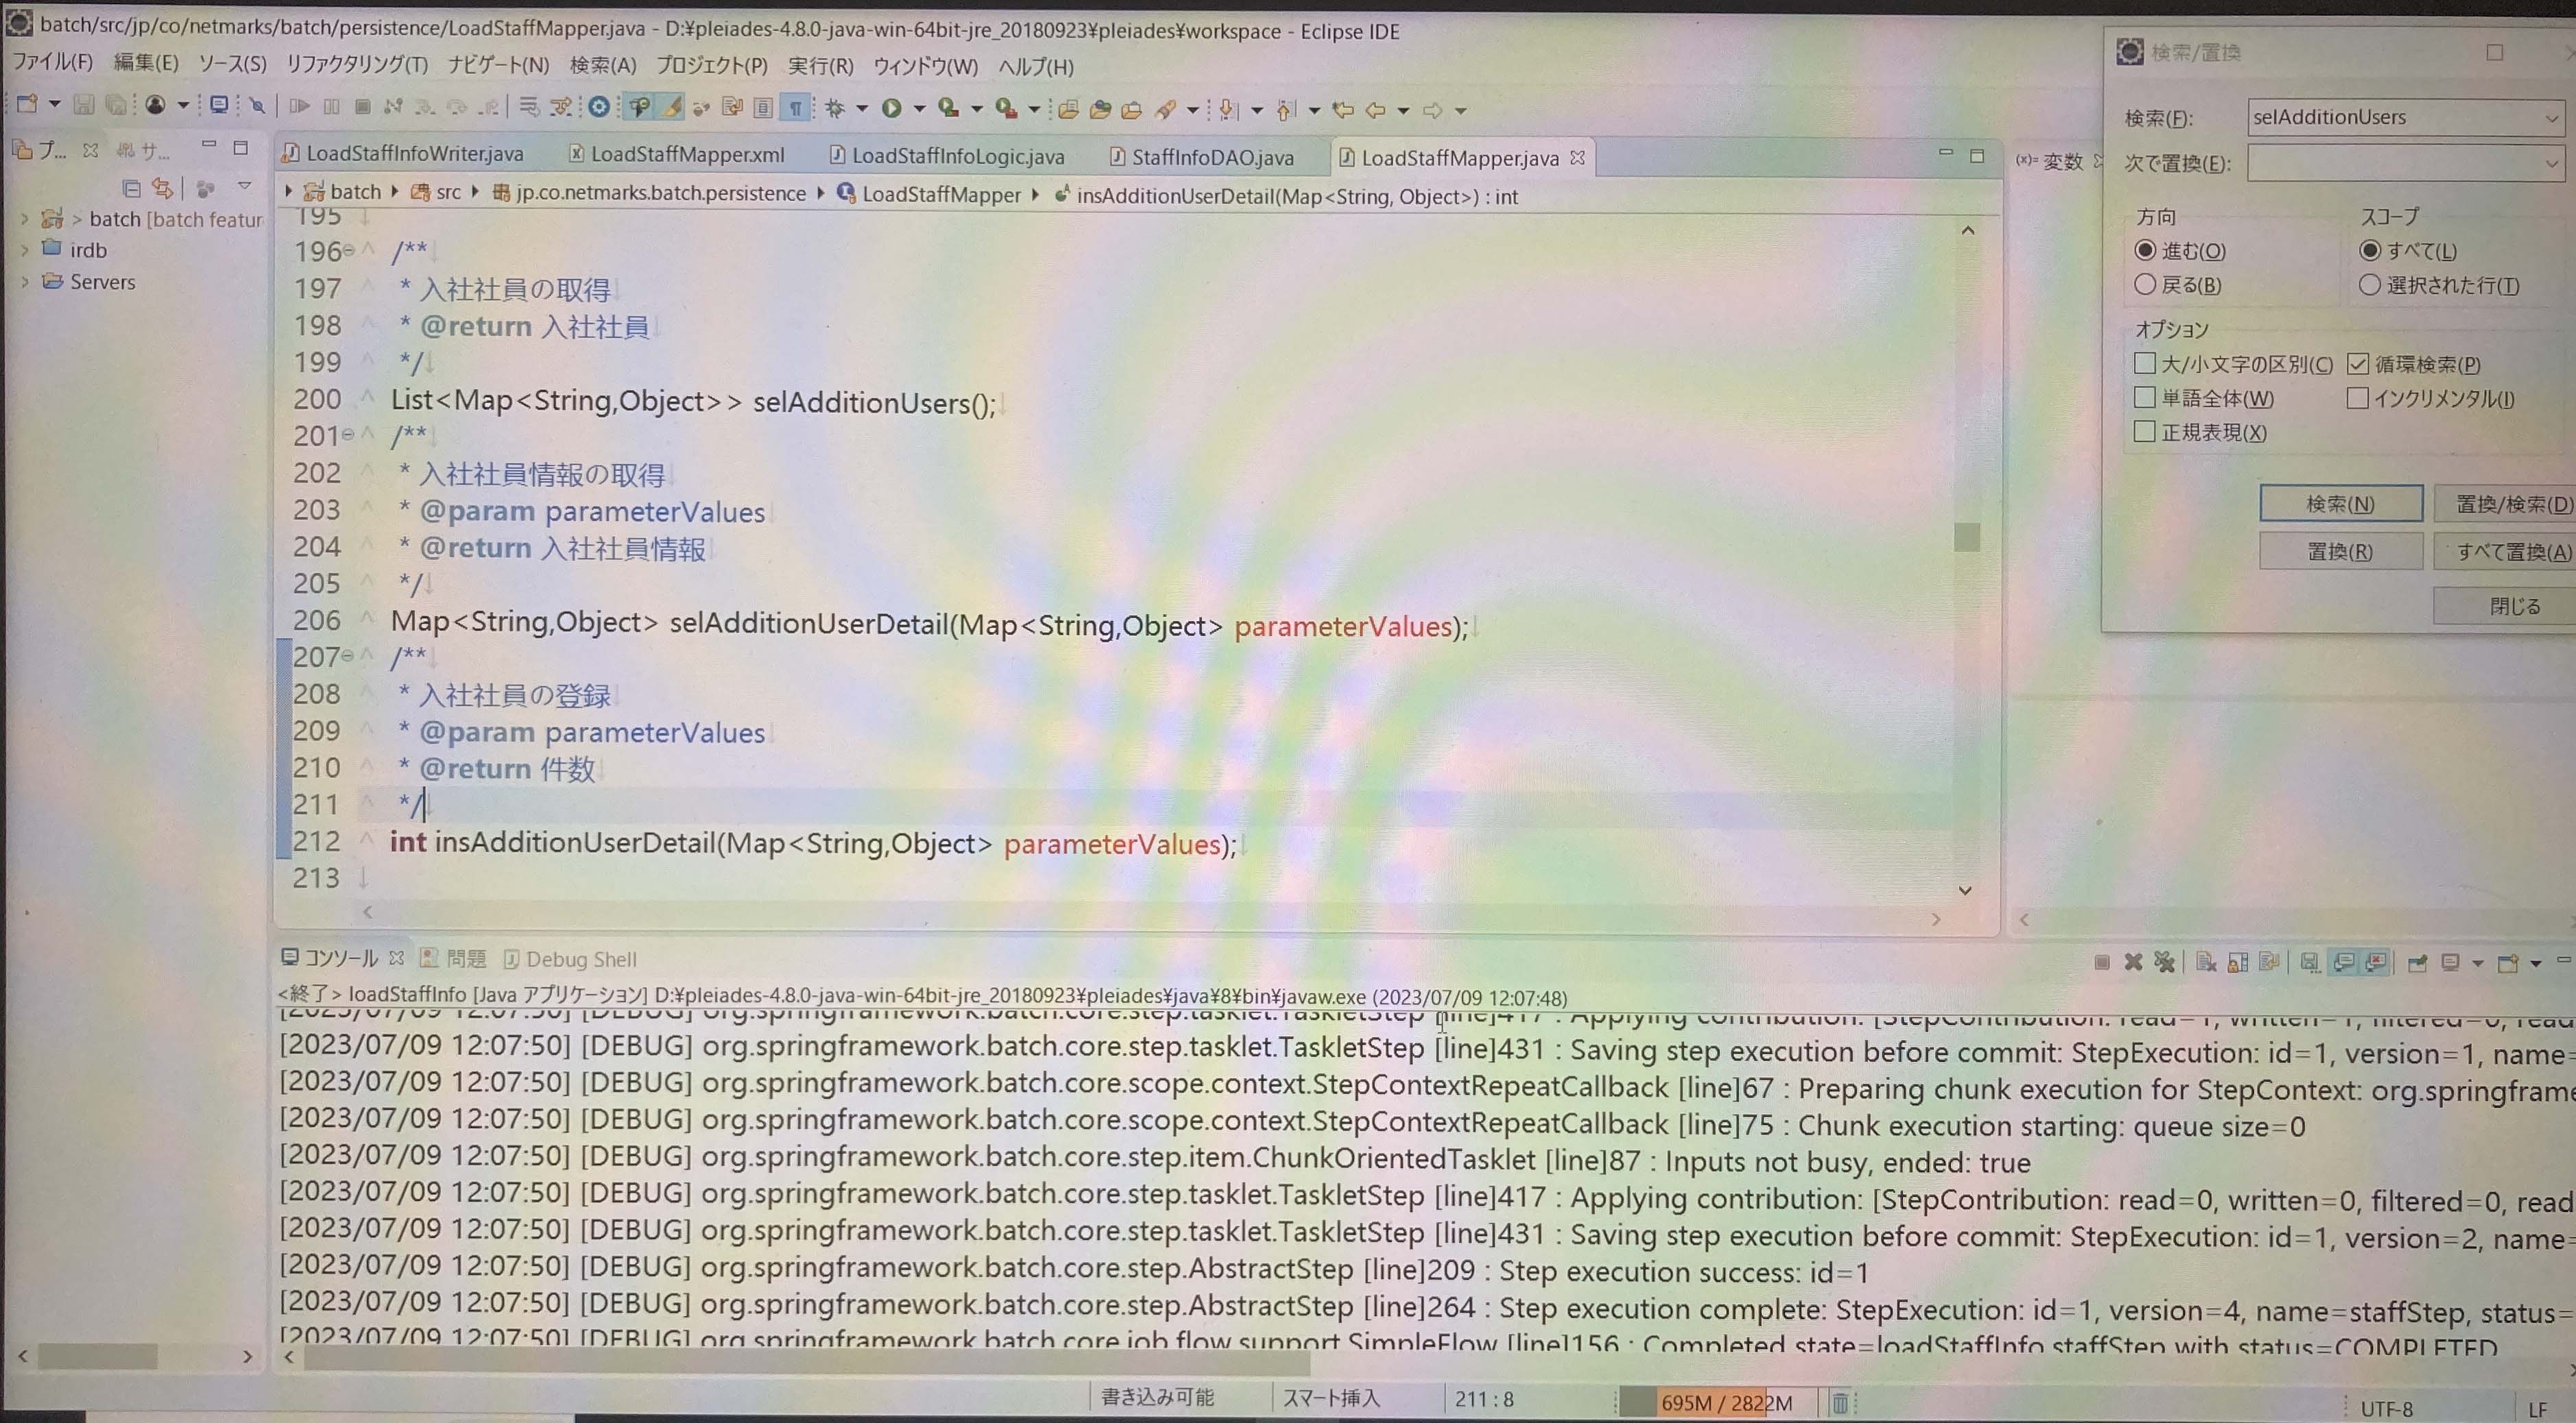 batch/src/jp/co/netmarks/batch/persistence/LoadStaffMapper.java - D:¥pleiades-4.8.0-java-win-64bit-jre_20180923¥pleiades¥workspace - Eclipse IDE
ファイル(F) 編集(E) ソース(S) リファクタリング(T) ナビゲート(N) 検索(A) プロジェクト(P) 実行(R) ウィンドウ(W) ヘルプ(H)
プ... サ...
> batch [batch featur
irdb
Servers
LoadStaffInfoWriter.java LoadStaffMapper.xml LoadStaffInfoLogic.java StaffInfoDAO.java LoadStaffMapper.java
batch src jp.co.netmarks.batch.persistence LoadStaffMapper insAdditionUserDetail(Map<String, Object>) : int
195
196 /**
197 * 入社社員の取得
198 * @return 入社社員
199 */
200 List<Map<String,Object>> selAdditionUsers();
201 /**
202 * 入社社員情報の取得
203 * @param parameterValues
204 * @return 入社社員情報
205 */
206 Map<String,Object> selAdditionUserDetail(Map<String,Object> parameterValues);
207 /**
208 * 入社社員の登録
209 * @param parameterValues
210 * @return 件数
211 */
212 int insAdditionUserDetail(Map<String,Object> parameterValues);
213
(x)= 変数
検索/置換
検索(F): selAdditionUsers
次で置換(E):
方向 スコープ
進む(O) すべて(L)
戻る(B) 選択された行(T)
オプション
大/小文字の区別(C) 循環検索(P)
単語全体(W) インクリメンタル(I)
正規表現(X)
検索(N) 置換/検索(D)
置換(R) すべて置換(A)
閉じる
コンソール 問題 Debug Shell
<終了> loadStaffInfo [Java アプリケーション] D:¥pleiades-4.8.0-java-win-64bit-jre_20180923¥pleiades¥java¥8¥bin¥javaw.exe (2023/07/09 12:07:48)
[2023/07/09 12:07:50] [DEBUG] org.springframework.batch.core.step.tasklet.TaskletStep [line]417 : Applying contribution: [StepContribution: read=1, written=1, filtered=0, read
[2023/07/09 12:07:50] [DEBUG] org.springframework.batch.core.step.tasklet.TaskletStep [line]431 : Saving step execution before commit: StepExecution: id=1, version=1, name=
[2023/07/09 12:07:50] [DEBUG] org.springframework.batch.core.scope.context.StepContextRepeatCallback [line]67 : Preparing chunk execution for StepContext: org.springframe
[2023/07/09 12:07:50] [DEBUG] org.springframework.batch.core.scope.context.StepContextRepeatCallback [line]75 : Chunk execution starting: queue size=0
[2023/07/09 12:07:50] [DEBUG] org.springframework.batch.core.step.item.ChunkOrientedTasklet [line]87 : Inputs not busy, ended: true
[2023/07/09 12:07:50] [DEBUG] org.springframework.batch.core.step.tasklet.TaskletStep [line]417 : Applying contribution: [StepContribution: read=0, written=0, filtered=0, read
[2023/07/09 12:07:50] [DEBUG] org.springframework.batch.core.step.tasklet.TaskletStep [line]431 : Saving step execution before commit: StepExecution: id=1, version=2, name=
[2023/07/09 12:07:50] [DEBUG] org.springframework.batch.core.step.AbstractStep [line]209 : Step execution success: id=1
[2023/07/09 12:07:50] [DEBUG] org.springframework.batch.core.step.AbstractStep [line]264 : Step execution complete: StepExecution: id=1, version=4, name=staffStep, status=
[2023/07/09 12:07:50] [DEBUG] org.springframework.batch.core.job.flow.support.SimpleFlow [line]156 : Completed state=loadStaffInfo.staffStep with status=COMPLETED
書き込み可能 スマート挿入 211 : 8 695M / 2822M UTF-8 LF